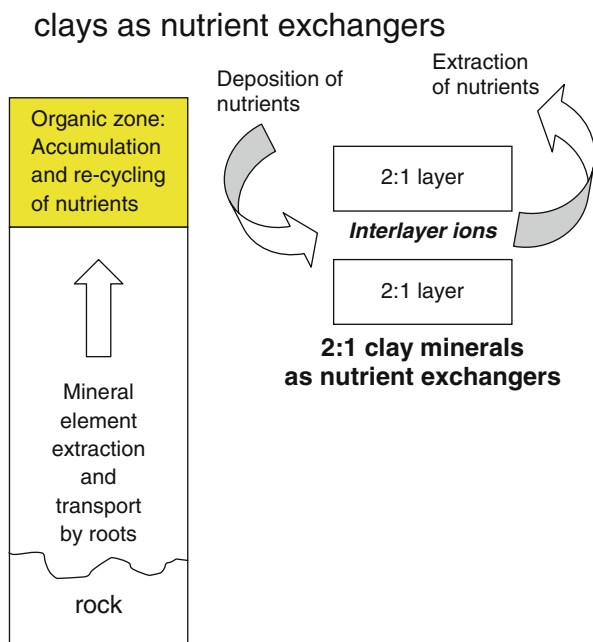 clays as nutrient exchangers
Organic zone:
Accumulation
and re-cycling
of nutrients
Mineral
element
extraction
and
transport
by roots
rock
Deposition of
nutrients
Extraction
of nutrients
2:1 layer
Interlayer ions
2:1 layer
2:1 clay minerals
as nutrient exchangers